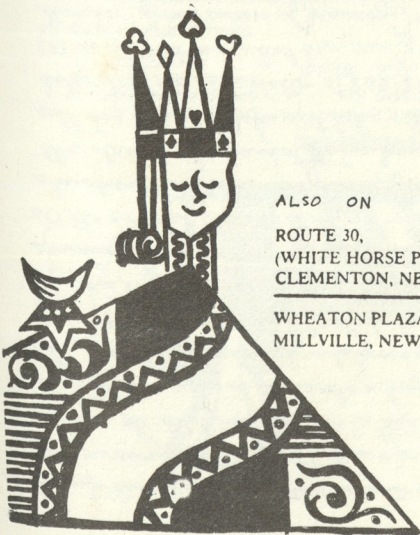 ALSO ON
ROUTE 30,
(WHITE HORSE P
CLEMENTON, NE
WHEATON PLAZA
MILLVILLE, NEW